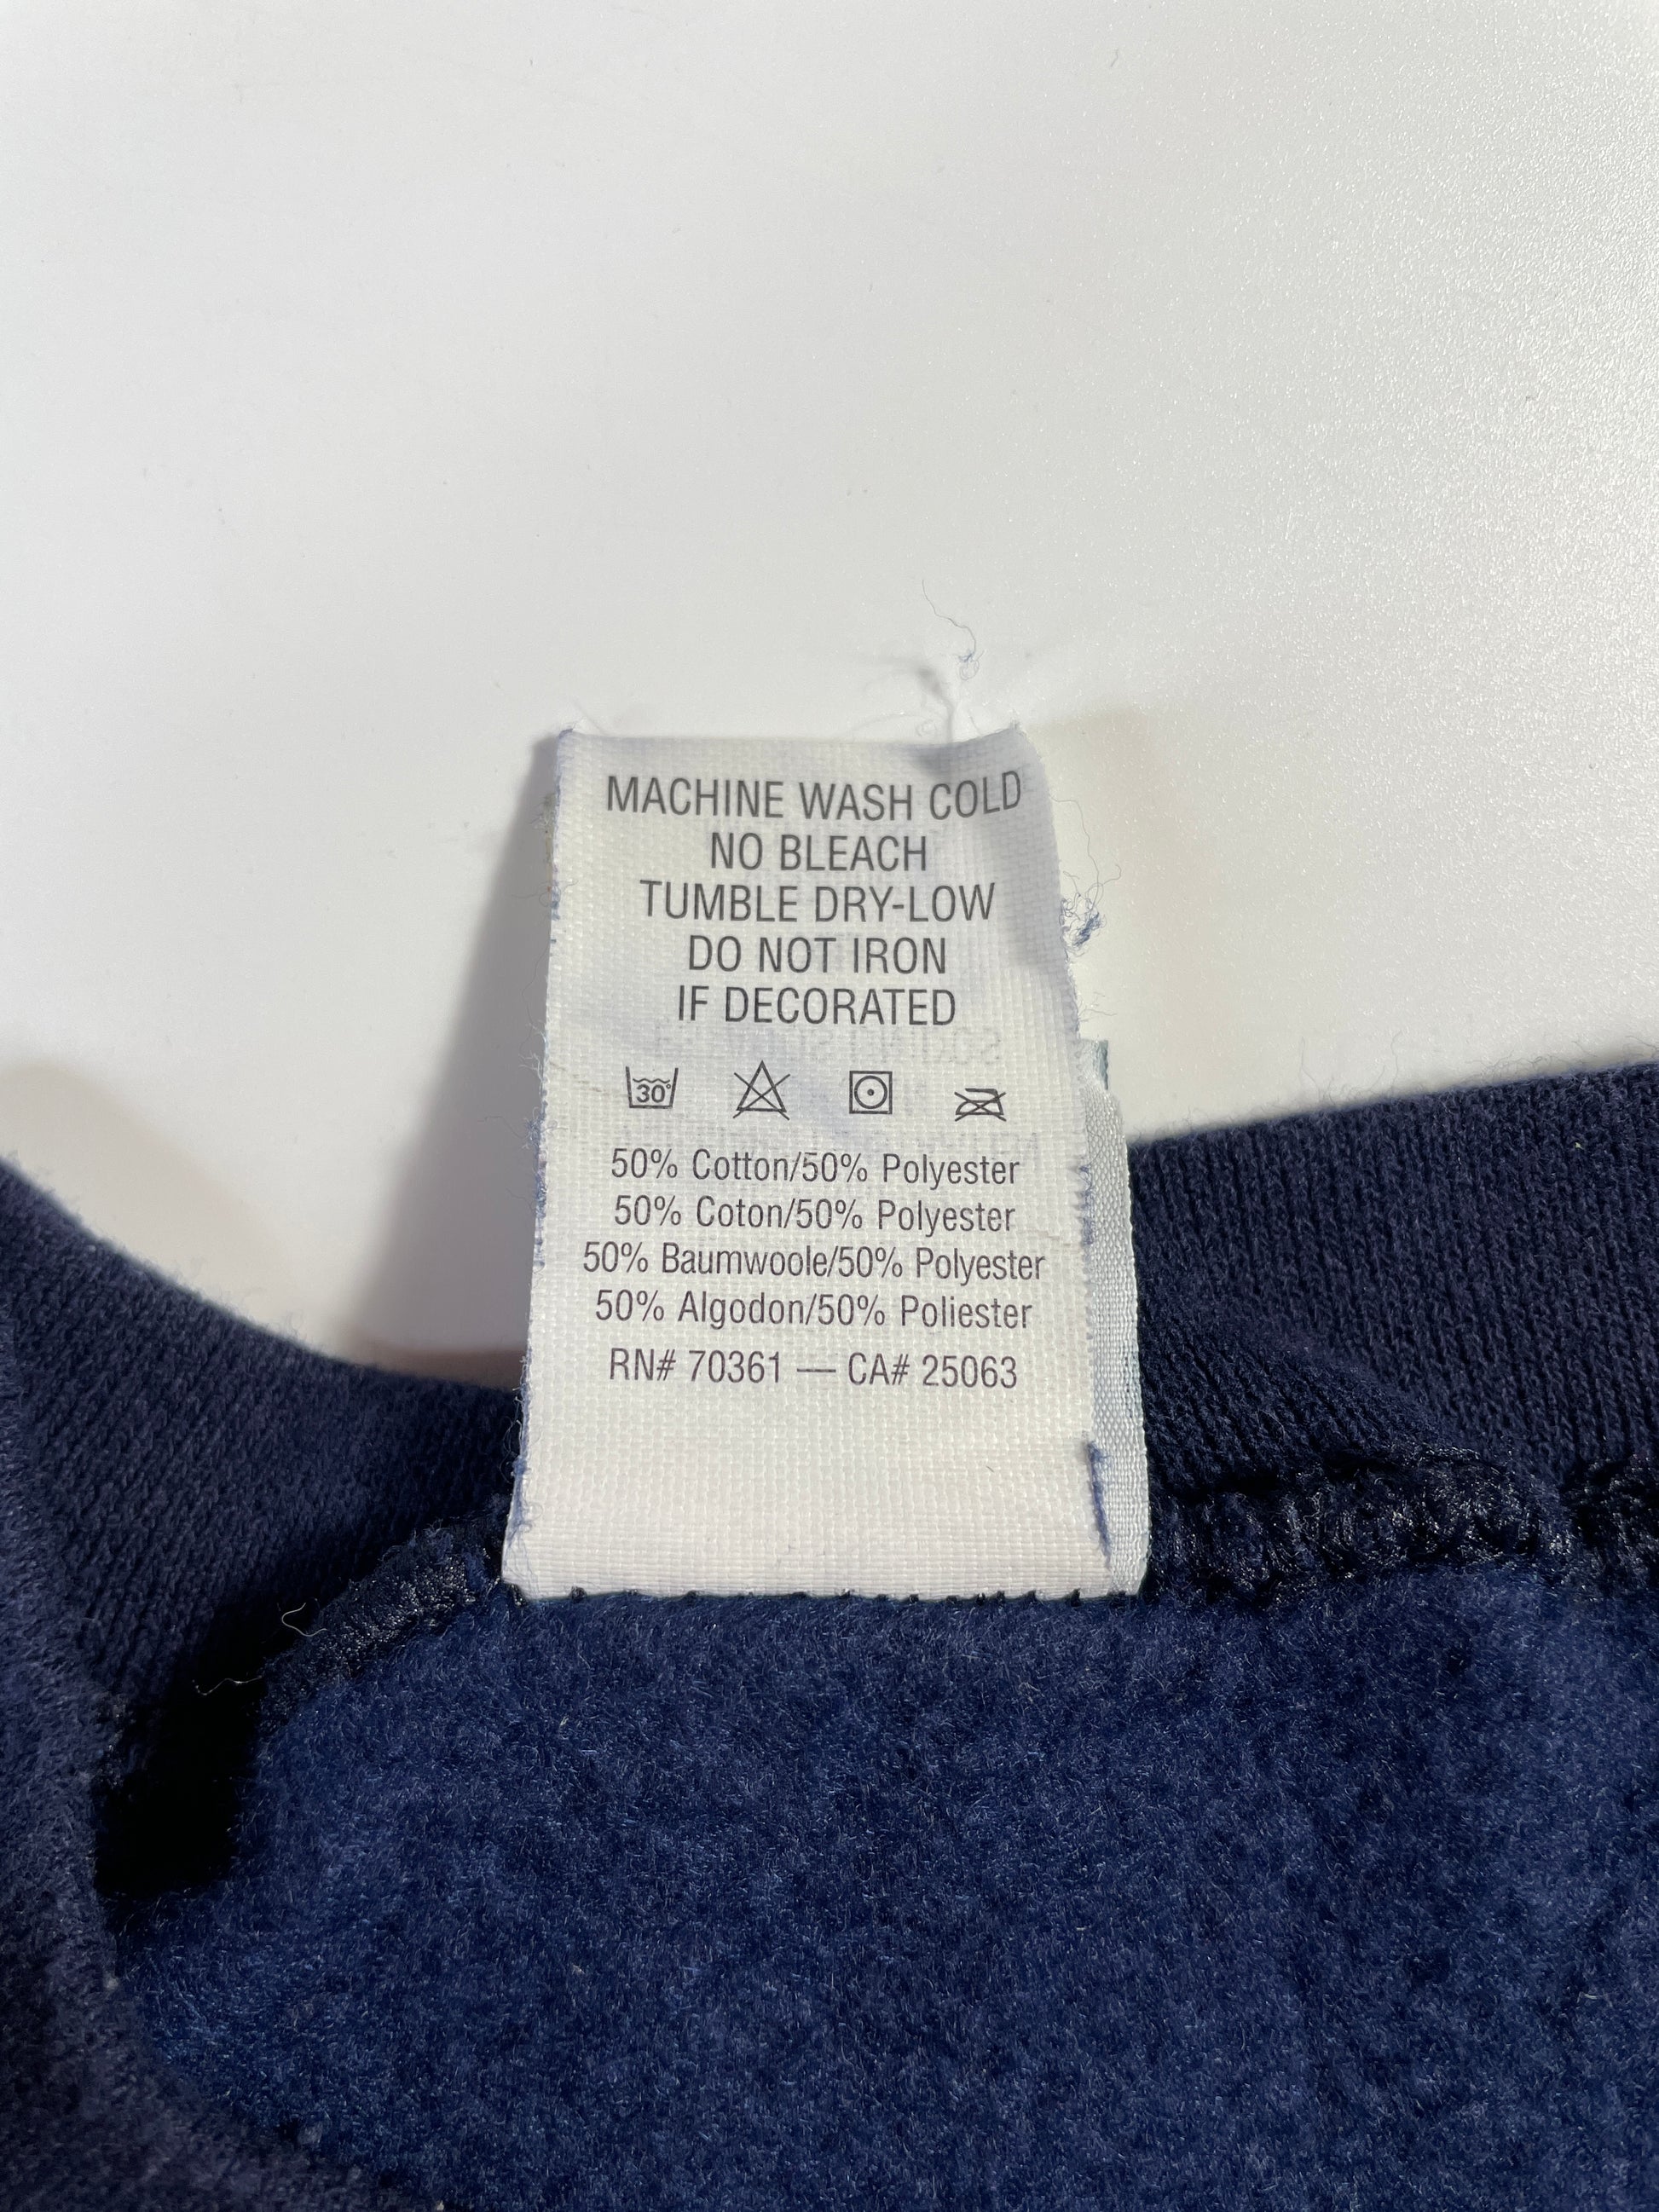 MACHINE WASH COLD
NO BLEACH
TUMBLE DRY-LOW
DO NOT IRON
IF DECORATED
30°
50% Cotton/50% Polyester
50% Coton/50% Polyester
50% Baumwoole/50% Polyester
50% Algodon/50% Poliester
RN# 70361 — CA# 25063